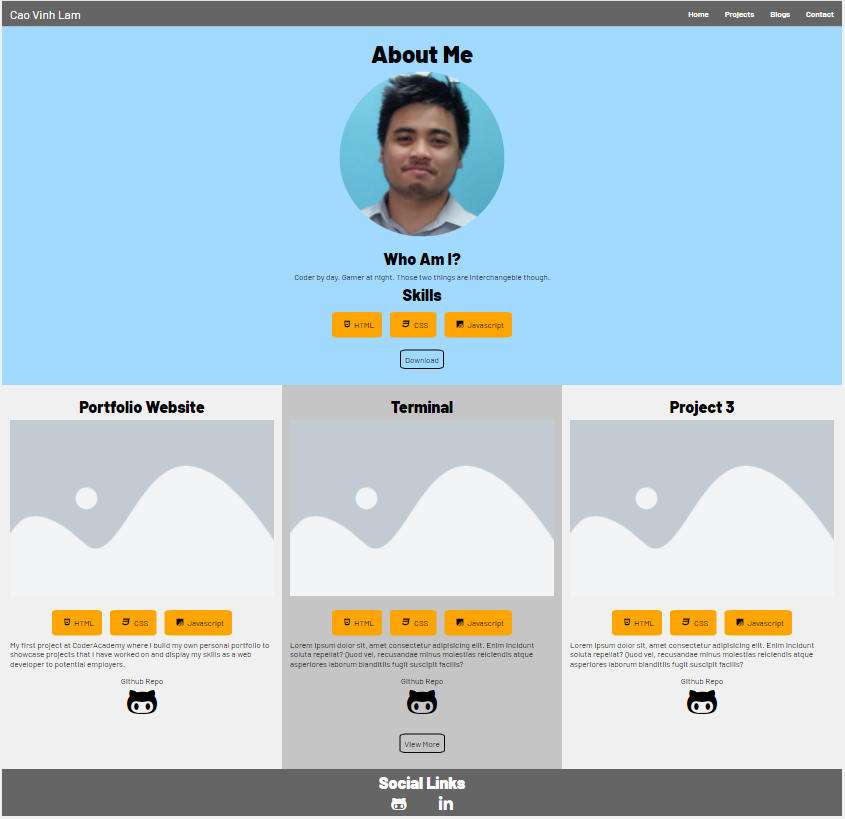 Cao Vinh Lam
Home Projects Blogs Contact
About Me
Who Am I?
Coder by day. Gamer at night. Those two things are interchangeble though.
Skills
HTML CSS Javascript
Download
Portfolio Website
HTML CSS Javascript
My first project at CoderAcademy where I build my own personal portfolio to
showcase projects that I have worked on and display my skills as a web
developer to potential employers.
Github Repo
Terminal
HTML CSS Javascript
Lorem ipsum dolor sit, amet consectetur adipisicing elit. Enim incidunt
soluta repellat? Quod vel, recusandae minus molestias reiciendis atque
asperiores laborum blanditiis fugit suscipit facilis?
Github Repo
View More
Project 3
HTML CSS Javascript
Lorem ipsum dolor sit, amet consectetur adipisicing elit. Enim incidunt
soluta repellat? Quod vel, recusandae minus molestias reiciendis atque
asperiores laborum blanditiis fugit suscipit facilis?
Github Repo
Social Links
in